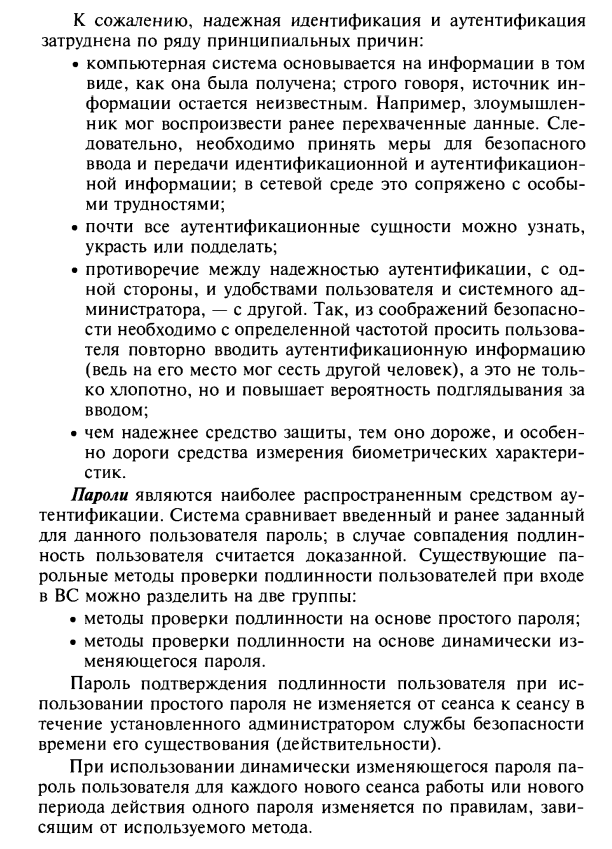 К сожалению, надежная идентификация и аутентификация
затруднена по ряду принципиальных причин:
• компьютерная система основывается на информации в том
виде, как она была получена; строго говоря, источник ин-
формации остается неизвестным. Например, злоумышлен-
ник мог воспроизвести ранее перехваченные данные. Сле-
довательно, необходимо принять меры для безопасного
ввода и передачи идентификационной и аутентификацион-
ной информации; в сетевой среде это сопряжено с особы-
ми трудностями;
• почти все аутентификационные сущности можно узнать,
украсть или подделать;
• противоречие между надежностью аутентификации, с од-
ной стороны, и удобствами пользователя и системного ад-
министратора, — с другой. Так, из соображений безопасно-
сти необходимо с определенной частотой просить пользова-
теля повторно вводить аутентификационную информацию
(ведь на его место мог сесть другой человек), а это не толь-
ко хлопотно, но и повышает вероятность подглядывания за
вводом;
• чем надежнее средство защиты, тем оно дороже, и особен-
но дороги средства измерения биометрических характери-
стик.
Пароли являются наиболее распространенным средством ау-
тентификации. Система сравнивает введенный и ранее заданный
для данного пользователя пароль; в случае совпадения подлин-
ность пользователя считается доказанной. Существующие па-
рольные методы проверки подлинности пользователей при входе
в ВС можно разделить на две группы:
• методы проверки подлинности на основе простого пароля;
• методы проверки подлинности на основе динамически из-
меняющегося пароля.
Пароль подтверждения подлинности пользователя при ис-
пользовании простого пароля не изменяется от сеанса к сеансу в
течение установленного администратором службы безопасности
времени его существования (действительности).
При использовании динамически изменяющегося пароля па-
роль пользователя для каждого нового сеанса работы или нового
периода действия одного пароля изменяется по правилам, зави-
сящим от используемого метода.